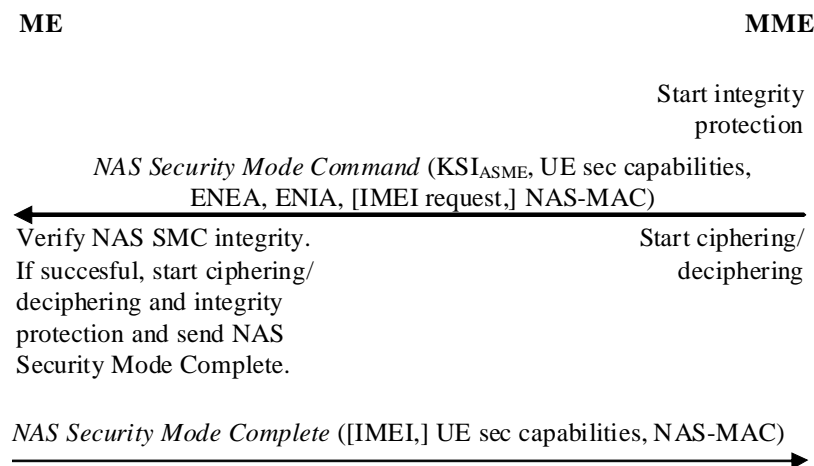 ME
MME
Start integrity
protection
NAS Security Mode Command (KSIASME, UE sec capabilities,
ENEA, ENIA, [IMEI request,] NAS-MAC)
Verify NAS SMC integrity.
If succesful, start ciphering/
deciphering and integrity
protection and send NAS
Security Mode Complete.
Start ciphering/
deciphering
NAS Security Mode Complete ([IMEI,] UE sec capabilities, NAS-MAC)